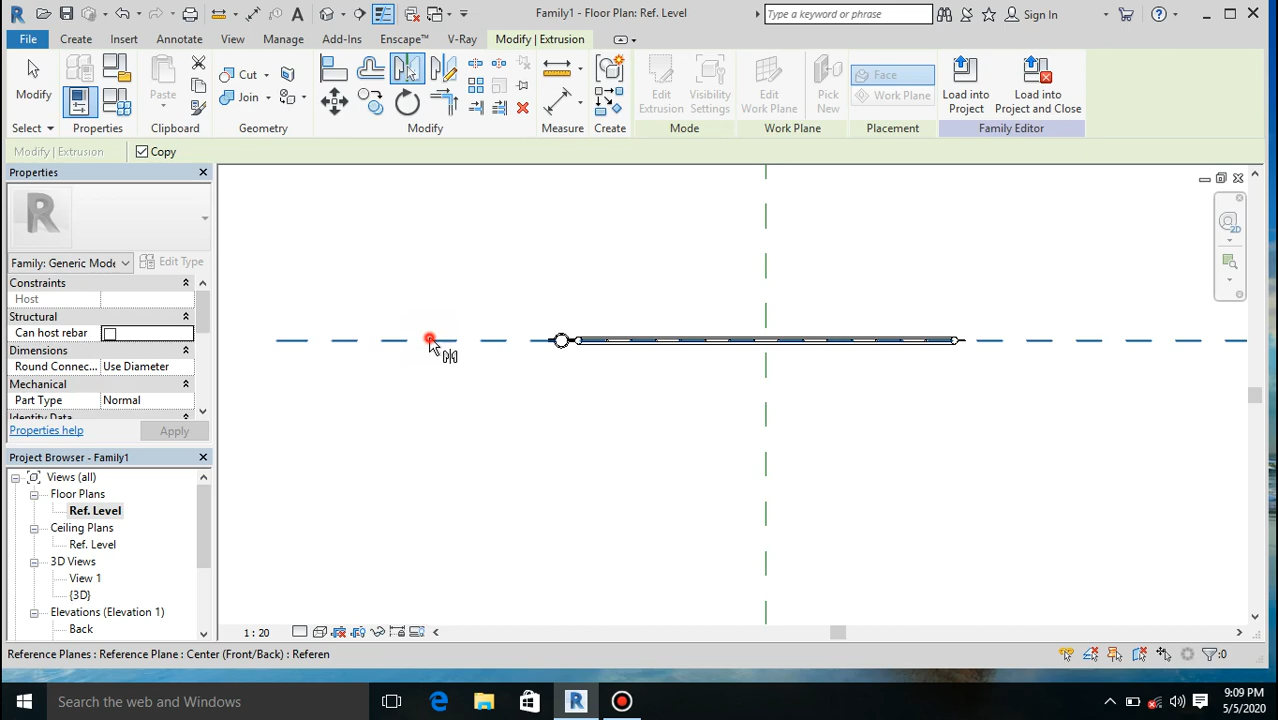 Family1 - Floor Plan: Ref. Level
Type a keyword or phrase
Sign In
File
Create
Insert
Annotate
View
Manage
Add-Ins
Enscape™
V-Ray
Modify | Extrusion
Modify
Paste
Cut
Join
Edit
Extrusion
Visibility
Settings
Edit
Work Plane
Pick
New
Face
Work Plane
Load into
Project
Load into
Project and Close
Select
Properties
Clipboard
Geometry
Modify
Measure
Create
Mode
Work Plane
Placement
Family Editor
Modify | Extrusion
Copy
Properties
Family: Generic Mode
Edit Type
Constraints
Host
Structural
Can host rebar
Dimensions
Round Connec...
Use Diameter
Mechanical
Part Type
Normal
Identity Data
Properties help
Apply
Project Browser - Family1
Views (all)
Floor Plans
Ref. Level
Ceiling Plans
Ref. Level
3D Views
View 1
{3D}
Elevations (Elevation 1)
Back
2D
1 : 20
Reference Planes : Reference Plane : Center (Front/Back) : Referen
:0
Search the web and Windows
9:09 PM
5/5/2020